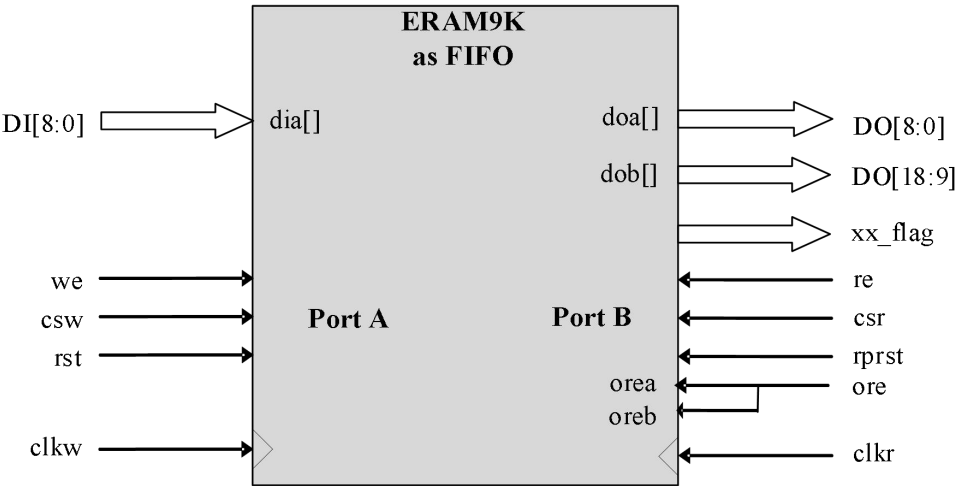 ERAM9K
as FIFO
DI[8:0]
dia[]
doa[]
DO[8:0]
dob[]
DO[18:9]
xx_flag
we
re
csw
Port A
Port B
csr
rst
rprst
orea
ore
oreb
clkw
clkr